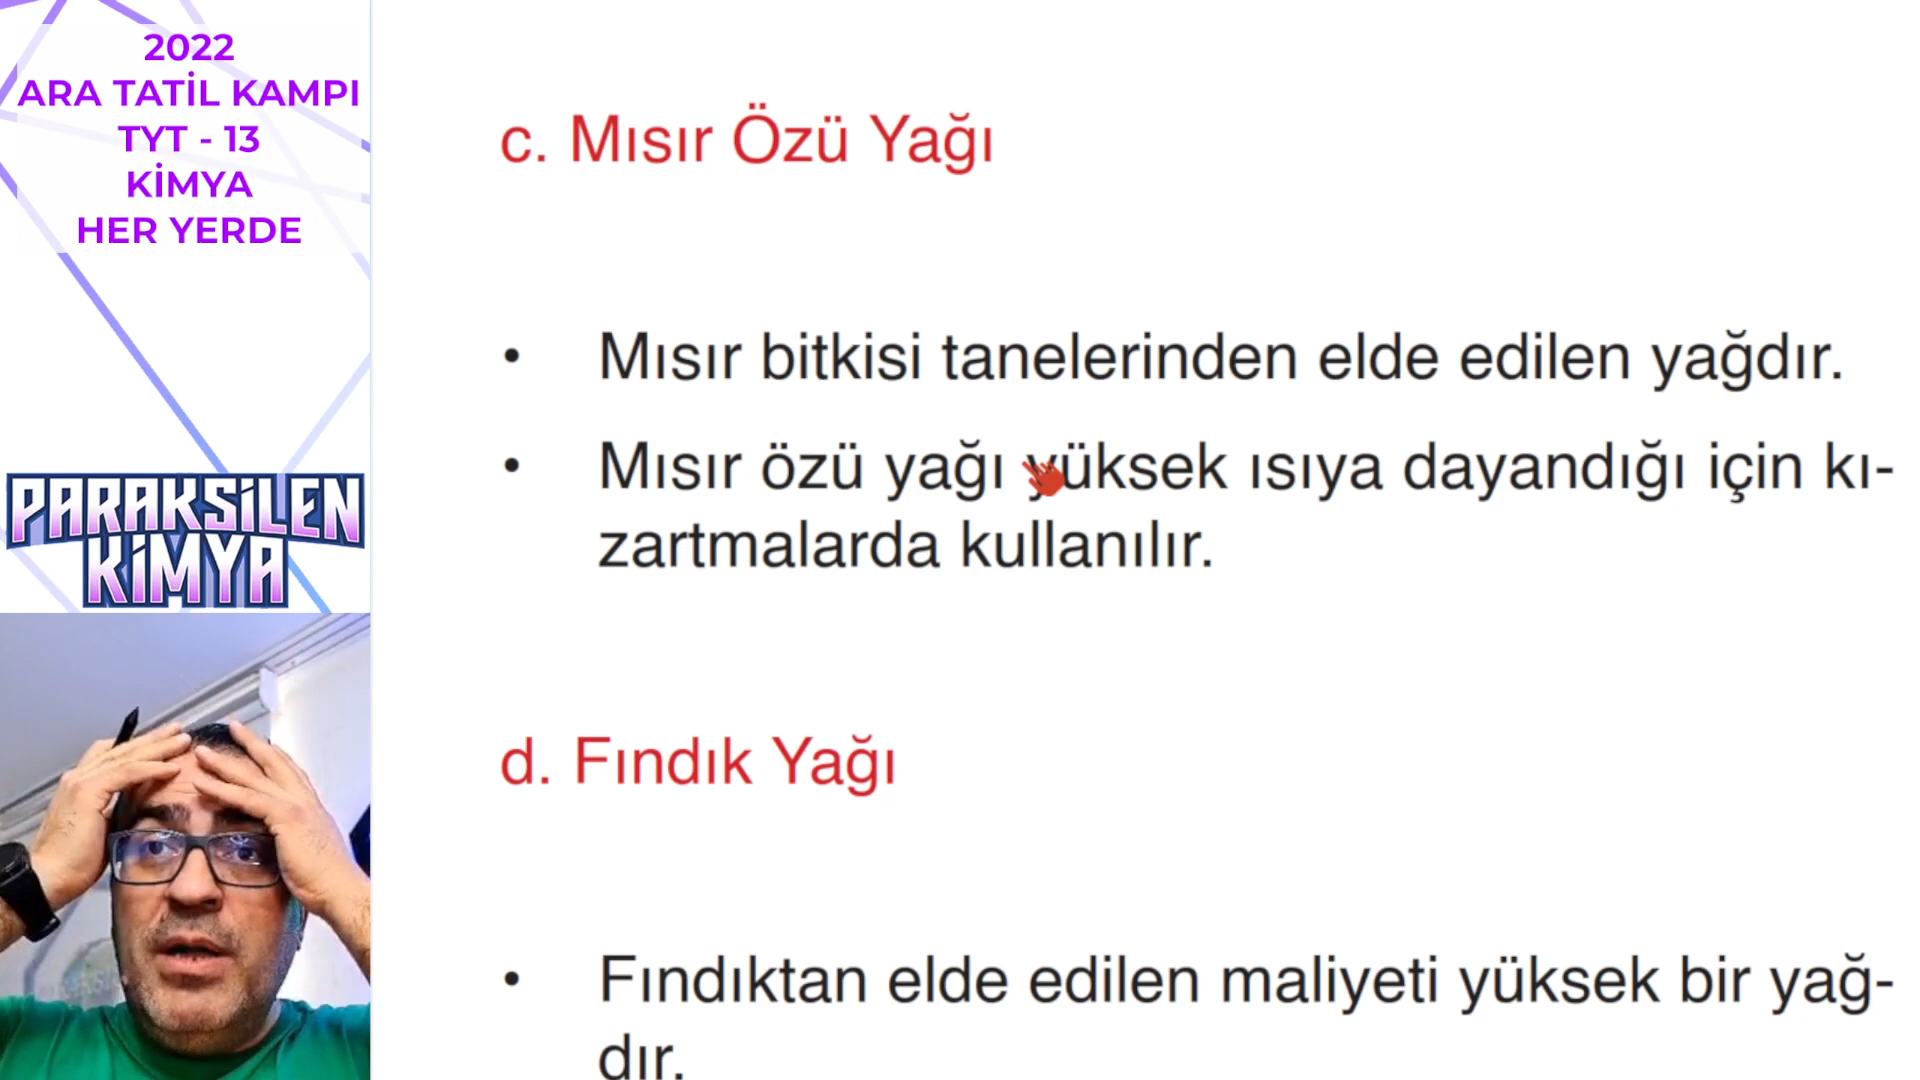 2022
ARA TATİL KAMPI
TYT - 13
KİMYA
HER YERDE
PARAKSİLEN
KİMYA
c. Mısır Özü Yağı
• Mısır bitkisi tanelerinden elde edilen yağdır.
• Mısır özü yağı yüksek ısıya dayandığı için kı-
zartmalarda kullanılır.
d. Fındık Yağı
• Fındıktan elde edilen maliyeti yüksek bir yağ-
dır.